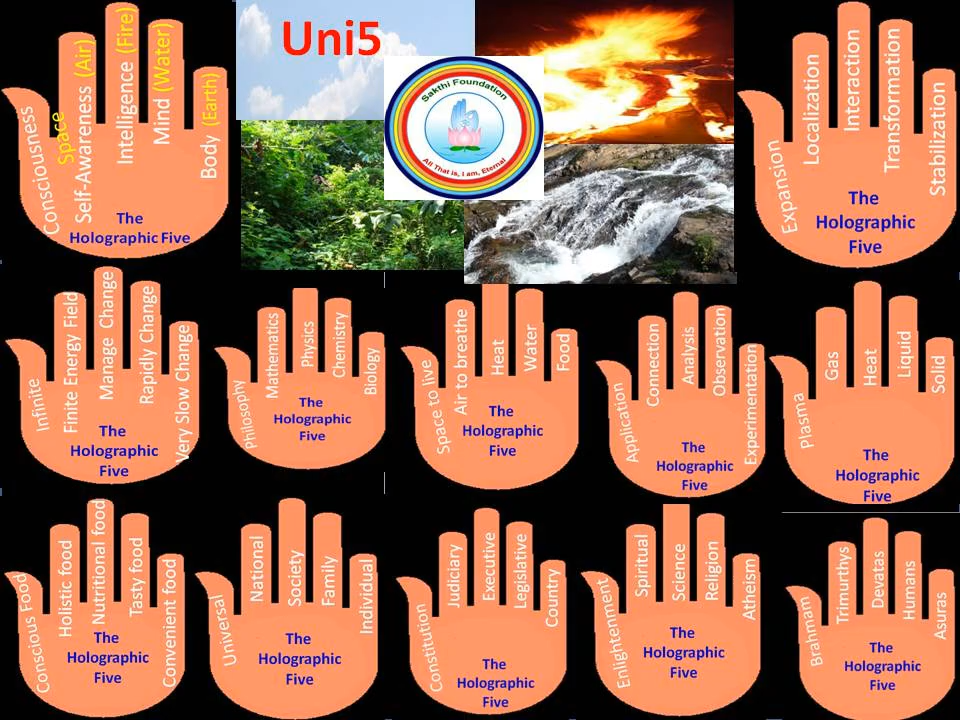 Uni5
Sakthi Foundation
All That is, I am, Eternal
Consciousness
Space
Self-Awareness (Air)
Intelligence (Fire)
Mind (Water)
Body (Earth)
The
Holographic Five
Expansion
Localization
Interaction
Transformation
Stabilization
The
Holographic
Five
Infinite
Finite Energy Field
Manage Change
Rapidly Change
Very Slow Change
The
Holographic
Five
Philosophy
Mathematics
Physics
Chemistry
Biology
The
Holographic
Five
Space to live
Air to breathe
Heat
Water
Food
The
Holographic
Five
Application
Connection
Analysis
Observation
Experimentation
The
Holographic
Five
Plasma
Gas
Heat
Liquid
Solid
The
Holographic
Five
Conscious Food
Holistic food
Nutritional food
Tasty food
Convenient food
The
Holographic
Five
Universal
National
Society
Family
Individual
The
Holographic
Five
Constitution
Judiciary
Executive
Legislative
Country
The
Holographic
Five
Enlightenment
Spiritual
Science
Religion
Atheism
The
Holographic
Five
Brahmam
Trimurthys
Devatas
Humans
Asuras
The
Holographic
Five